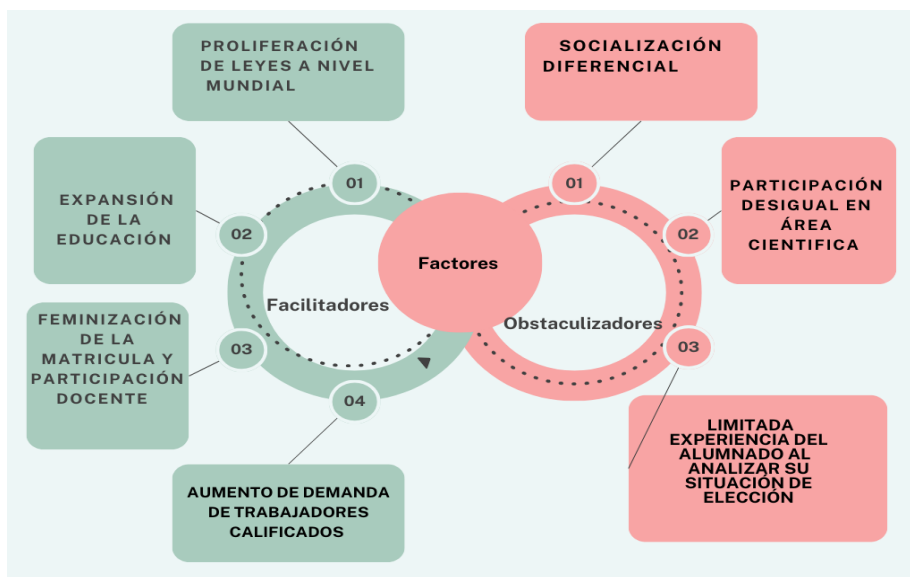 PROLIFERACIÓN
DE LEYES A NIVEL
MUNDIAL
SOCIALIZACIÓN
DIFERENCIAL
EXPANSIÓN
DE LA
EDUCACIÓN
PARTICIPACIÓN
DESIGUAL EN
ÁREA
CIENTIFICA
01
02
03
04
01
02
03
Factores
Facilitadores
Obstaculizadores
FEMINIZACIÓN
DE LA
MATRICULA Y
PARTICIPACIÓN
DOCENTE
LIMITADA
EXPERIENCIA DEL
ALUMNADO AL
ANALIZAR SU
SITUACIÓN DE
ELECCIÓN
AUMENTO DE DEMANDA
DE TRABAJADORES
CALIFICADOS